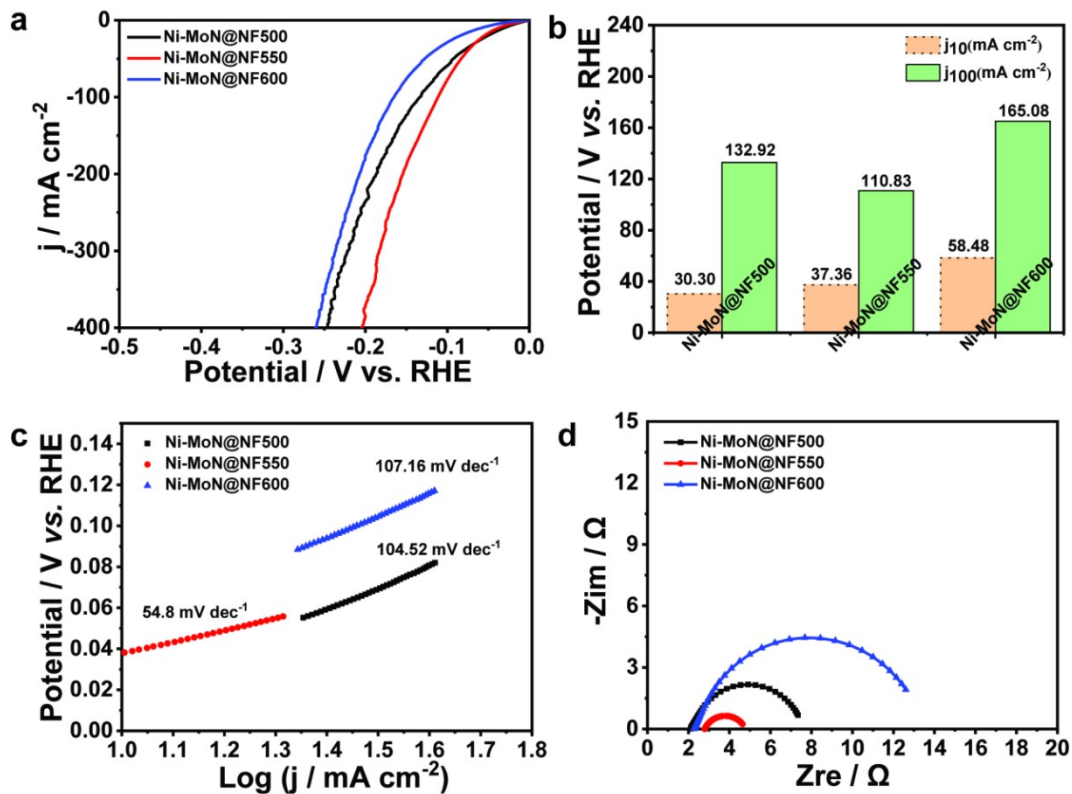 a
Ni-MoN@NF500
Ni-MoN@NF550
Ni-MoN@NF600
j / mA cm⁻²
0
-100
-200
-300
-400
-0.5
-0.4
-0.3
-0.2
-0.1
0.0
Potential / V vs. RHE
b
j10(mA cm⁻²)
j100(mA cm⁻²)
Potential / V vs. RHE
240
200
160
120
80
40
0
30.30
132.92
37.36
110.83
58.48
165.08
Ni-MoN@NF500
Ni-MoN@NF550
Ni-MoN@NF600
c
Ni-MoN@NF500
Ni-MoN@NF550
Ni-MoN@NF600
Potential / V vs. RHE
0.14
0.12
0.10
0.08
0.06
0.04
0.02
0.00
107.16 mV dec⁻¹
104.52 mV dec⁻¹
54.8 mV dec⁻¹
1.0
1.1
1.2
1.3
1.4
1.5
1.6
1.7
1.8
Log (j / mA cm⁻²)
d
Ni-MoN@NF500
Ni-MoN@NF550
Ni-MoN@NF600
-Zim / Ω
15
12
9
6
3
0
0
2
4
6
8
10
12
14
16
18
20
Zre / Ω